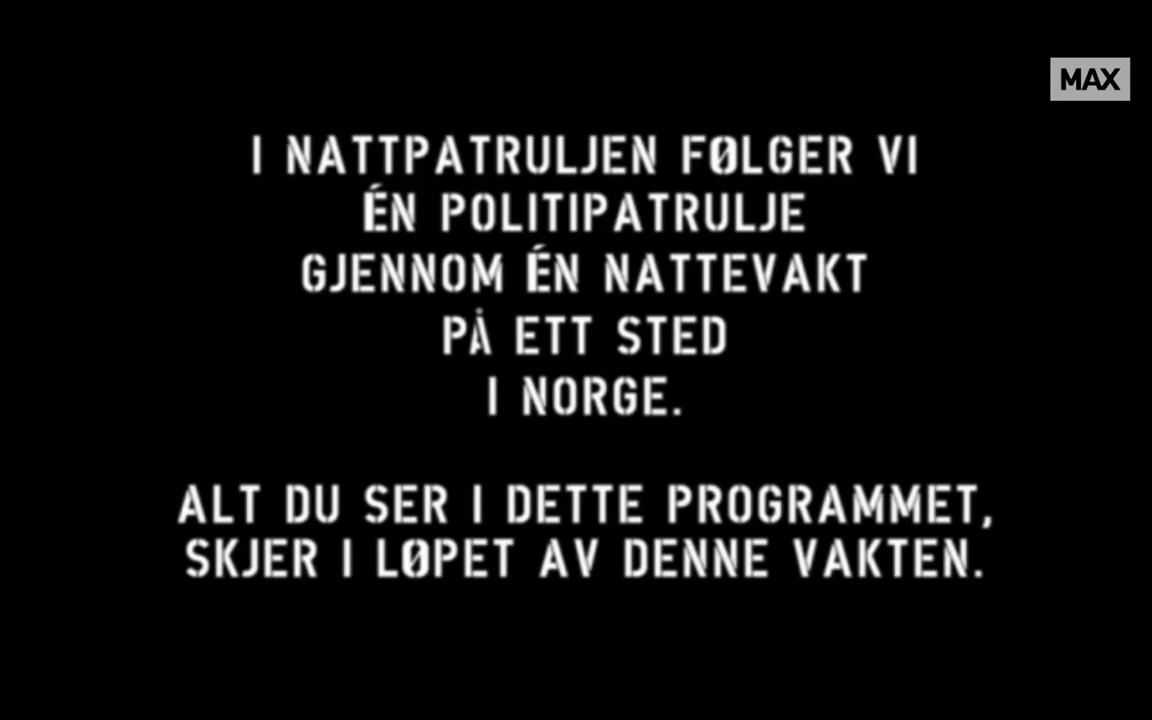 MAX
I NATTPATRULJEN FØLGER VI
ÉN POLITIPATRULJE
GJENNOM ÉN NATTEVAKT
PÅ ETT STED
I NORGE.
ALT DU SER I DETTE PROGRAMMET,
SKJER I LØPET AV DENNE VAKTEN.